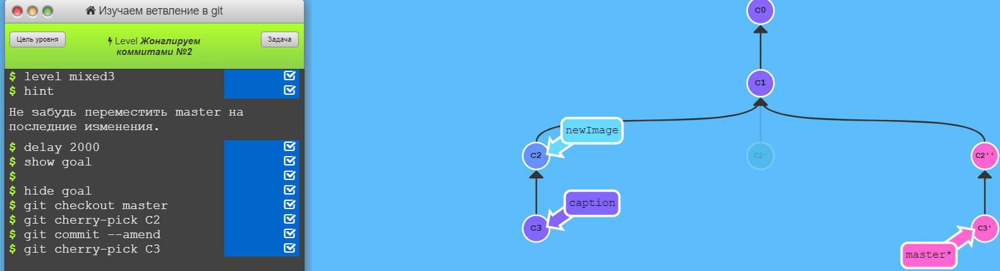 Изучаем ветвление в git
Цель уровня
Level Жонглируем
коммитами №2
Задача
$ level mixed3
$ hint
Не забудь переместить master на
последние изменения.
$ delay 2000
$ show goal
$
$ hide goal
$ git checkout master
$ git cherry-pick C2
$ git commit --amend
$ git cherry-pick C3
C0
C1
newImage
C2
C2'
C2''
caption
C3
C3'
master*